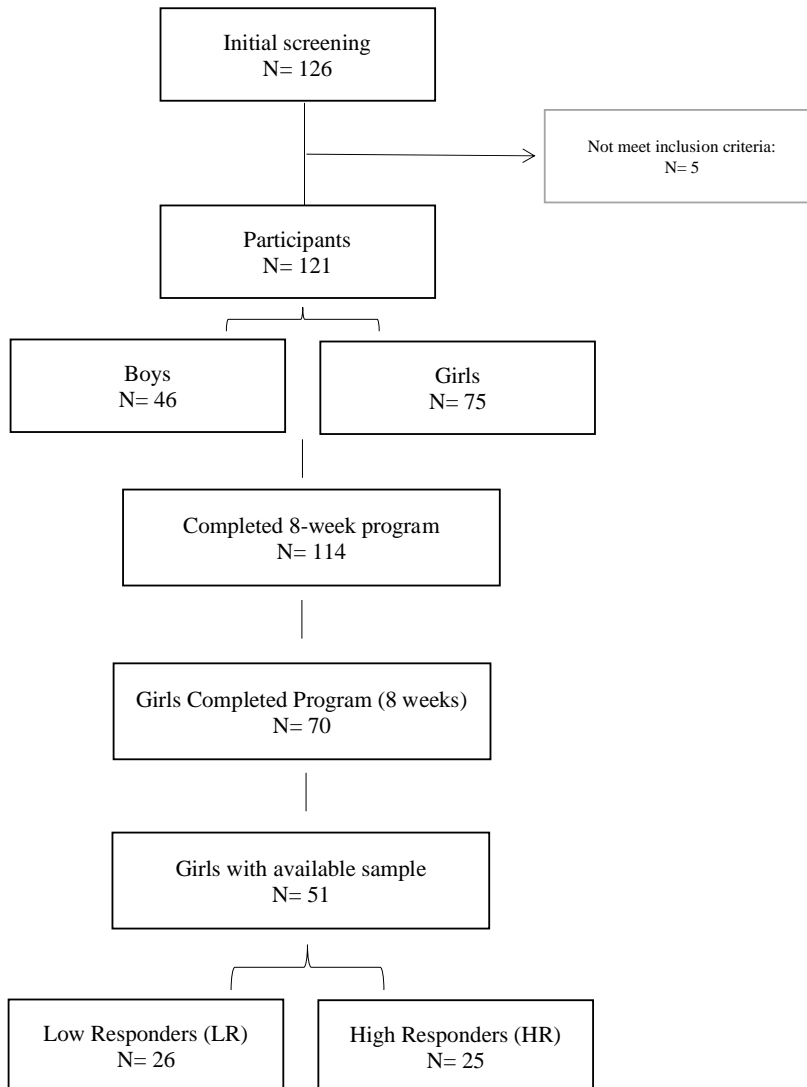 Initial screening
N= 126
Not meet inclusion criteria:
N= 5
Participants
N= 121
Boys
N= 46
Girls
N= 75
Completed 8-week program
N= 114
Girls Completed Program (8 weeks)
N= 70
Girls with available sample
N= 51
Low Responders (LR)
N= 26
High Responders (HR)
N= 25